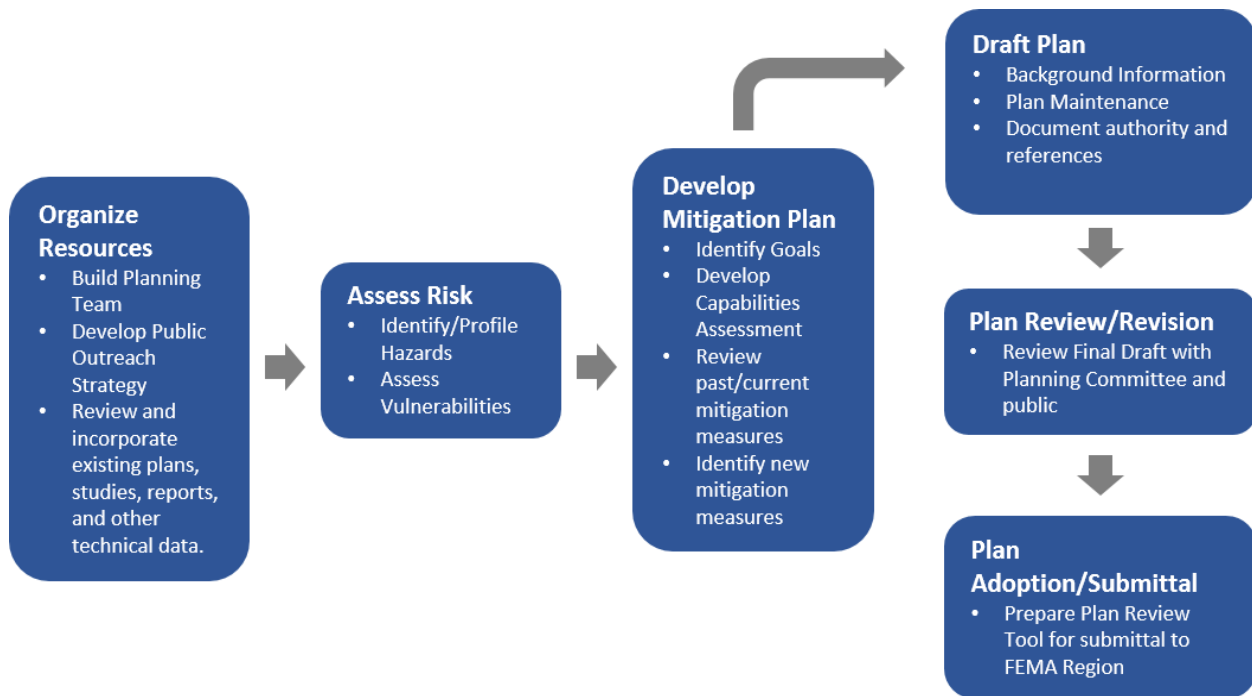 Organize
Resources
• Build Planning
Team
• Develop Public
Outreach
Strategy
• Review and
incorporate
existing plans,
studies, reports,
and other
technical data.
Assess Risk
• Identify/Profile
Hazards
• Assess
Vulnerabilities
Develop
Mitigation Plan
• Identify Goals
• Develop
Capabilities
Assessment
• Review
past/current
mitigation
measures
• Identify new
mitigation
measures
Draft Plan
• Background Information
• Plan Maintenance
• Document authority and
references
Plan Review/Revision
• Review Final Draft with
Planning Committee and
public
Plan
Adoption/Submittal
• Prepare Plan Review
Tool for submittal to
FEMA Region